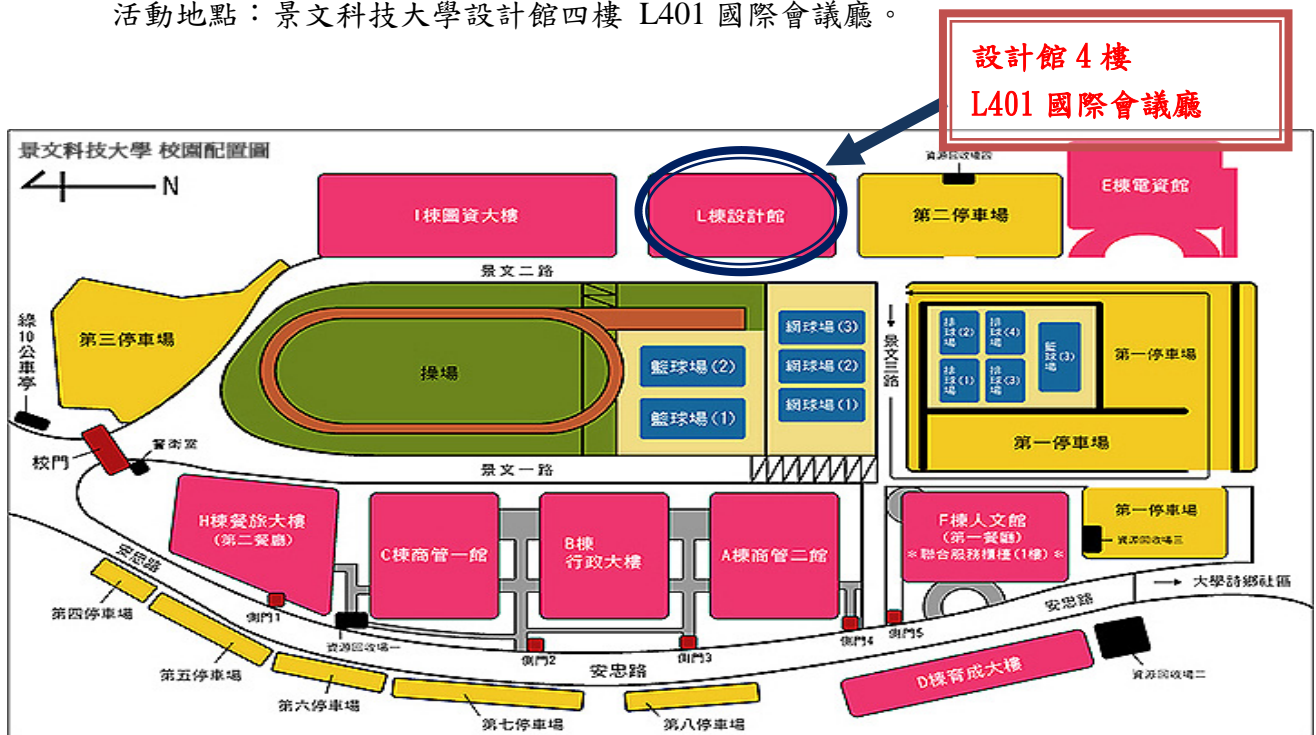 活動地點：景文科技大學設計館四樓 L401 國際會議廳。
設計館 4 樓
L401 國際會議廳
景文科技大學 校園配置圖
N
I棟圖資大樓
L棟設計館
資源回收場四
第二停車場
E棟電資館
景文二路
綠10公車亭
第三停車場
操場
籃球場(2)
籃球場(1)
網球場(3)
網球場(2)
網球場(1)
景文三路
排球場(2)
排球場(4)
籃球場(3)
排球場(1)
排球場(3)
第一停車場
第一停車場
校門
警衛室
景文一路
H棟餐旅大樓
(第二餐廳)
C棟商管一館
B棟
行政大樓
A棟商管二館
F棟人文館
(第一餐廳)
*聯合服務櫃檯(1樓)*
第一停車場
資源回收場三
大學詩鄉社區
安忠路
安忠路
安忠路
側門1
資源回收場一
側門2
側門3
側門4
側門5
第四停車場
第五停車場
第六停車場
第七停車場
第八停車場
D棟育成大樓
資源回收場二